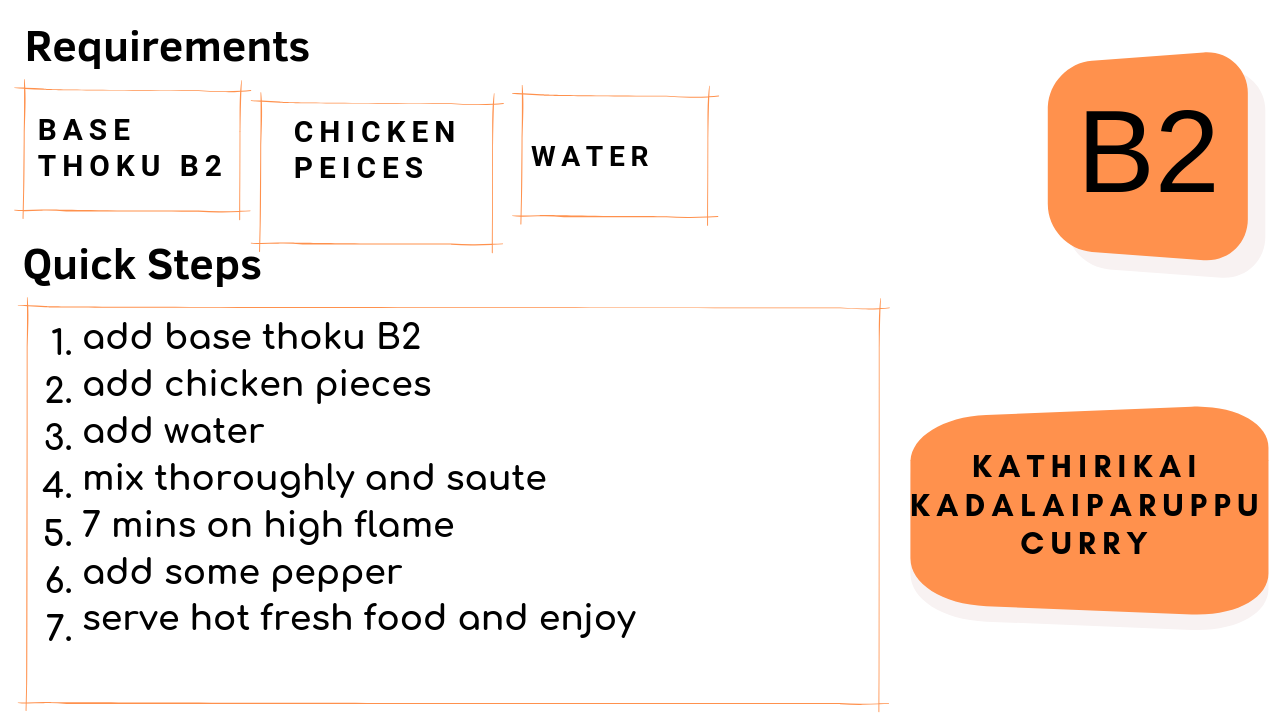 Requirements
BASE
THOKU B2
CHICKEN
PEICES
WATER
B2
Quick Steps
1. add base thoku B2
2. add chicken pieces
3. add water
4. mix thoroughly and saute
5. 7 mins on high flame
6. add some pepper
7. serve hot fresh food and enjoy
KATHIRIKAI
KADALAIPARUPPU
CURRY